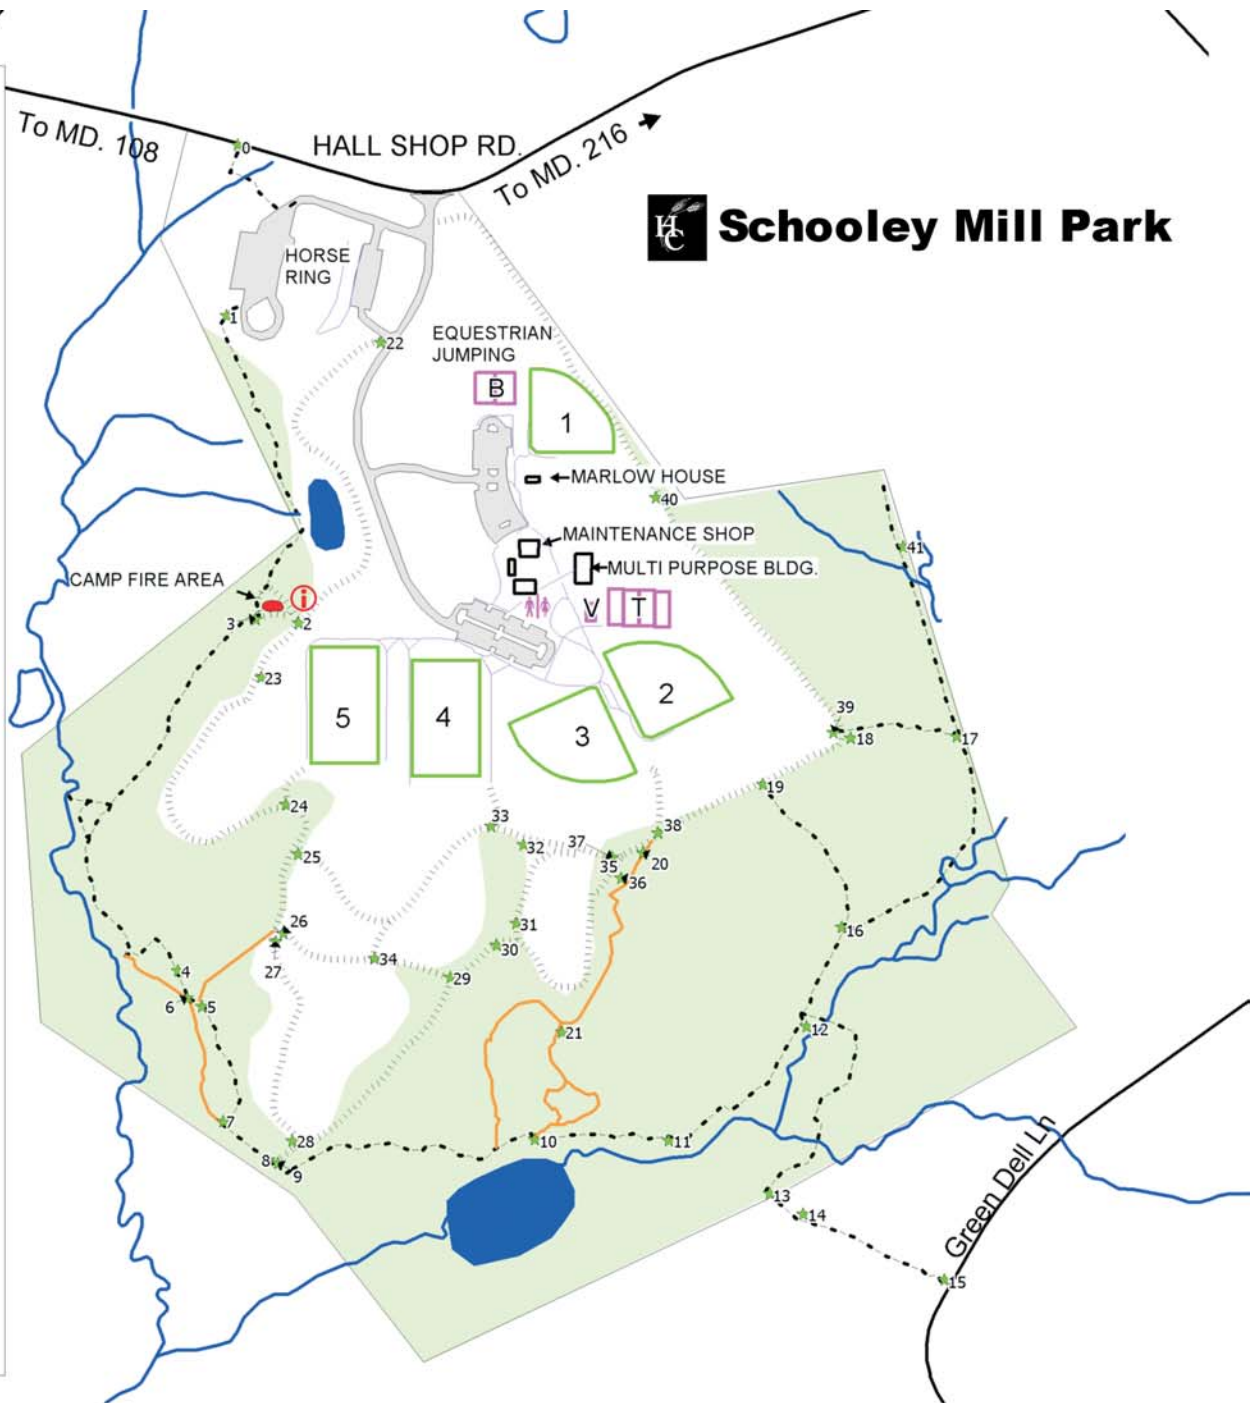 To MD. 108
0
HALL SHOP RD.
To MD. 216
HC
Schooley Mill Park
HORSE
RING
1
22
EQUESTRIAN
JUMPING
B
1
MARLOW HOUSE
40
MAINTENANCE SHOP
41
MULTI PURPOSE BLDG.
CAMP FIRE AREA
i
V
T
3
2
23
5
4
3
2
39
18
17
19
24
33
38
32
37
25
35
20
36
26
31
16
27
34
30
29
4
6
5
21
12
7
28
10
11
8
9
13
14
Green Dell Ln
15